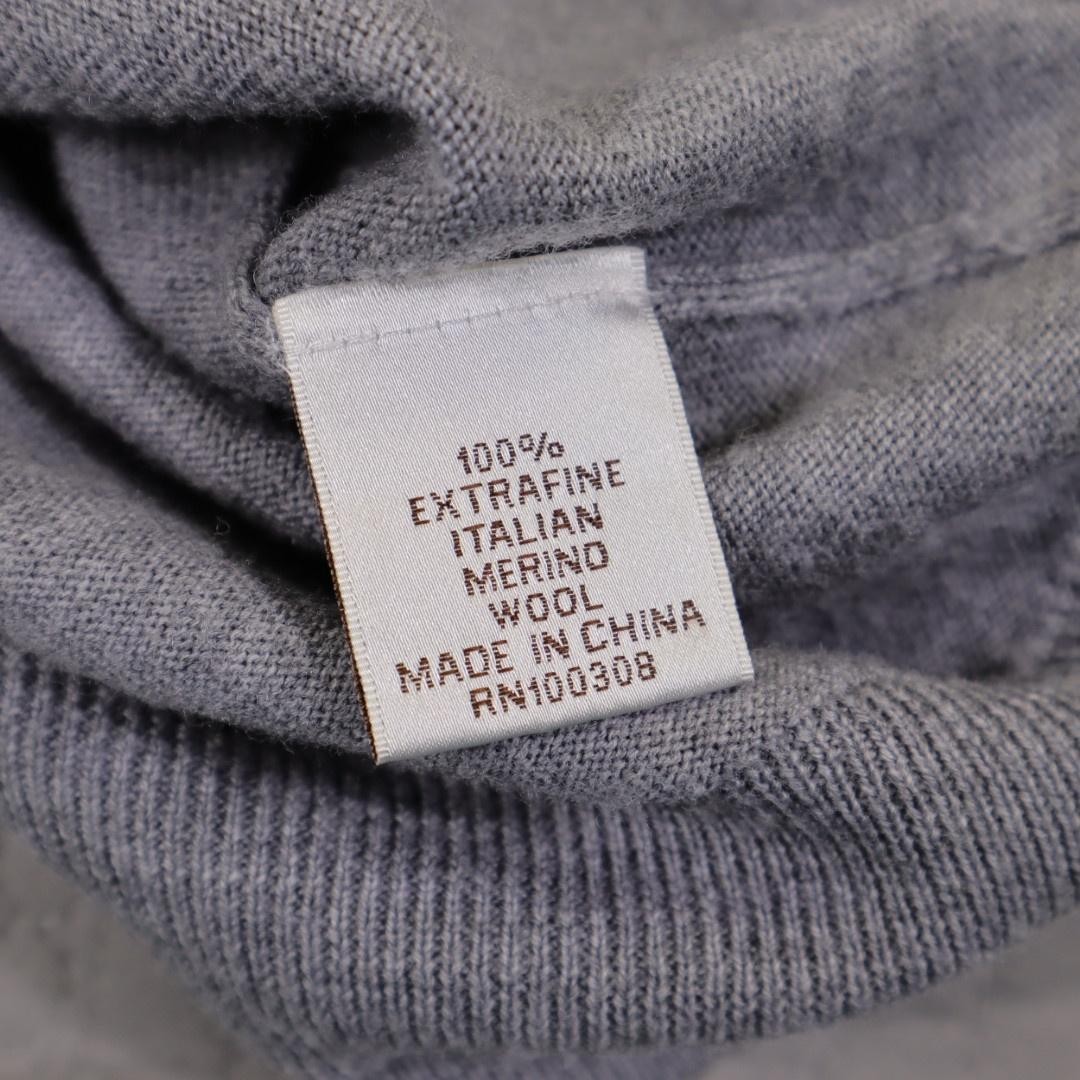 100%
EXTRAFINE
ITALIAN
MERINO
WOOL
MADE IN CHINA
RN100308